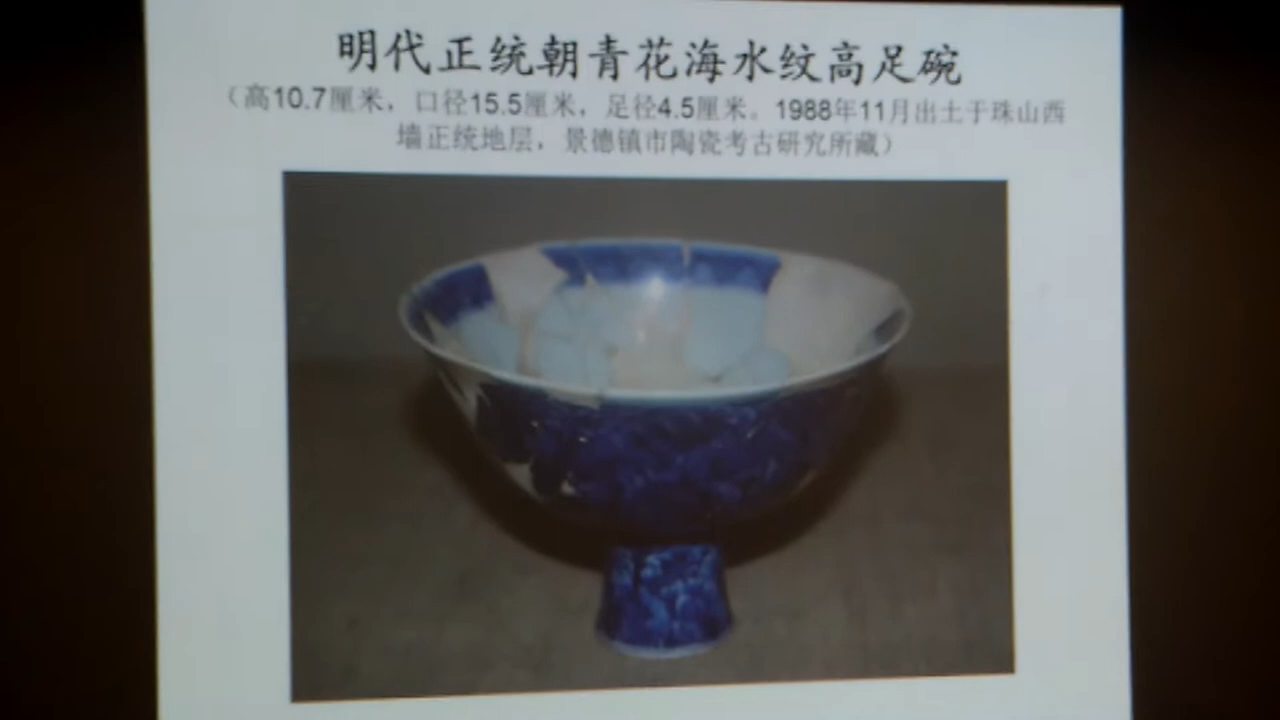 明代正统朝青花海水纹高足碗
（高10.7厘米，口径15.5厘米，足径4.5厘米。1988年11月出土于珠山西
墙正统地层，景德镇市陶瓷考古研究所藏）